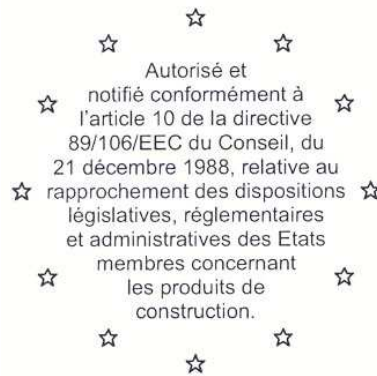 Autorisé et
notifié conformément à
l'article 10 de la directive
89/106/EEC du Conseil, du
21 décembre 1988, relative au
rapprochement des dispositions
législatives, réglementaires
et administratives des Etats
membres concernant
les produits de
construction.